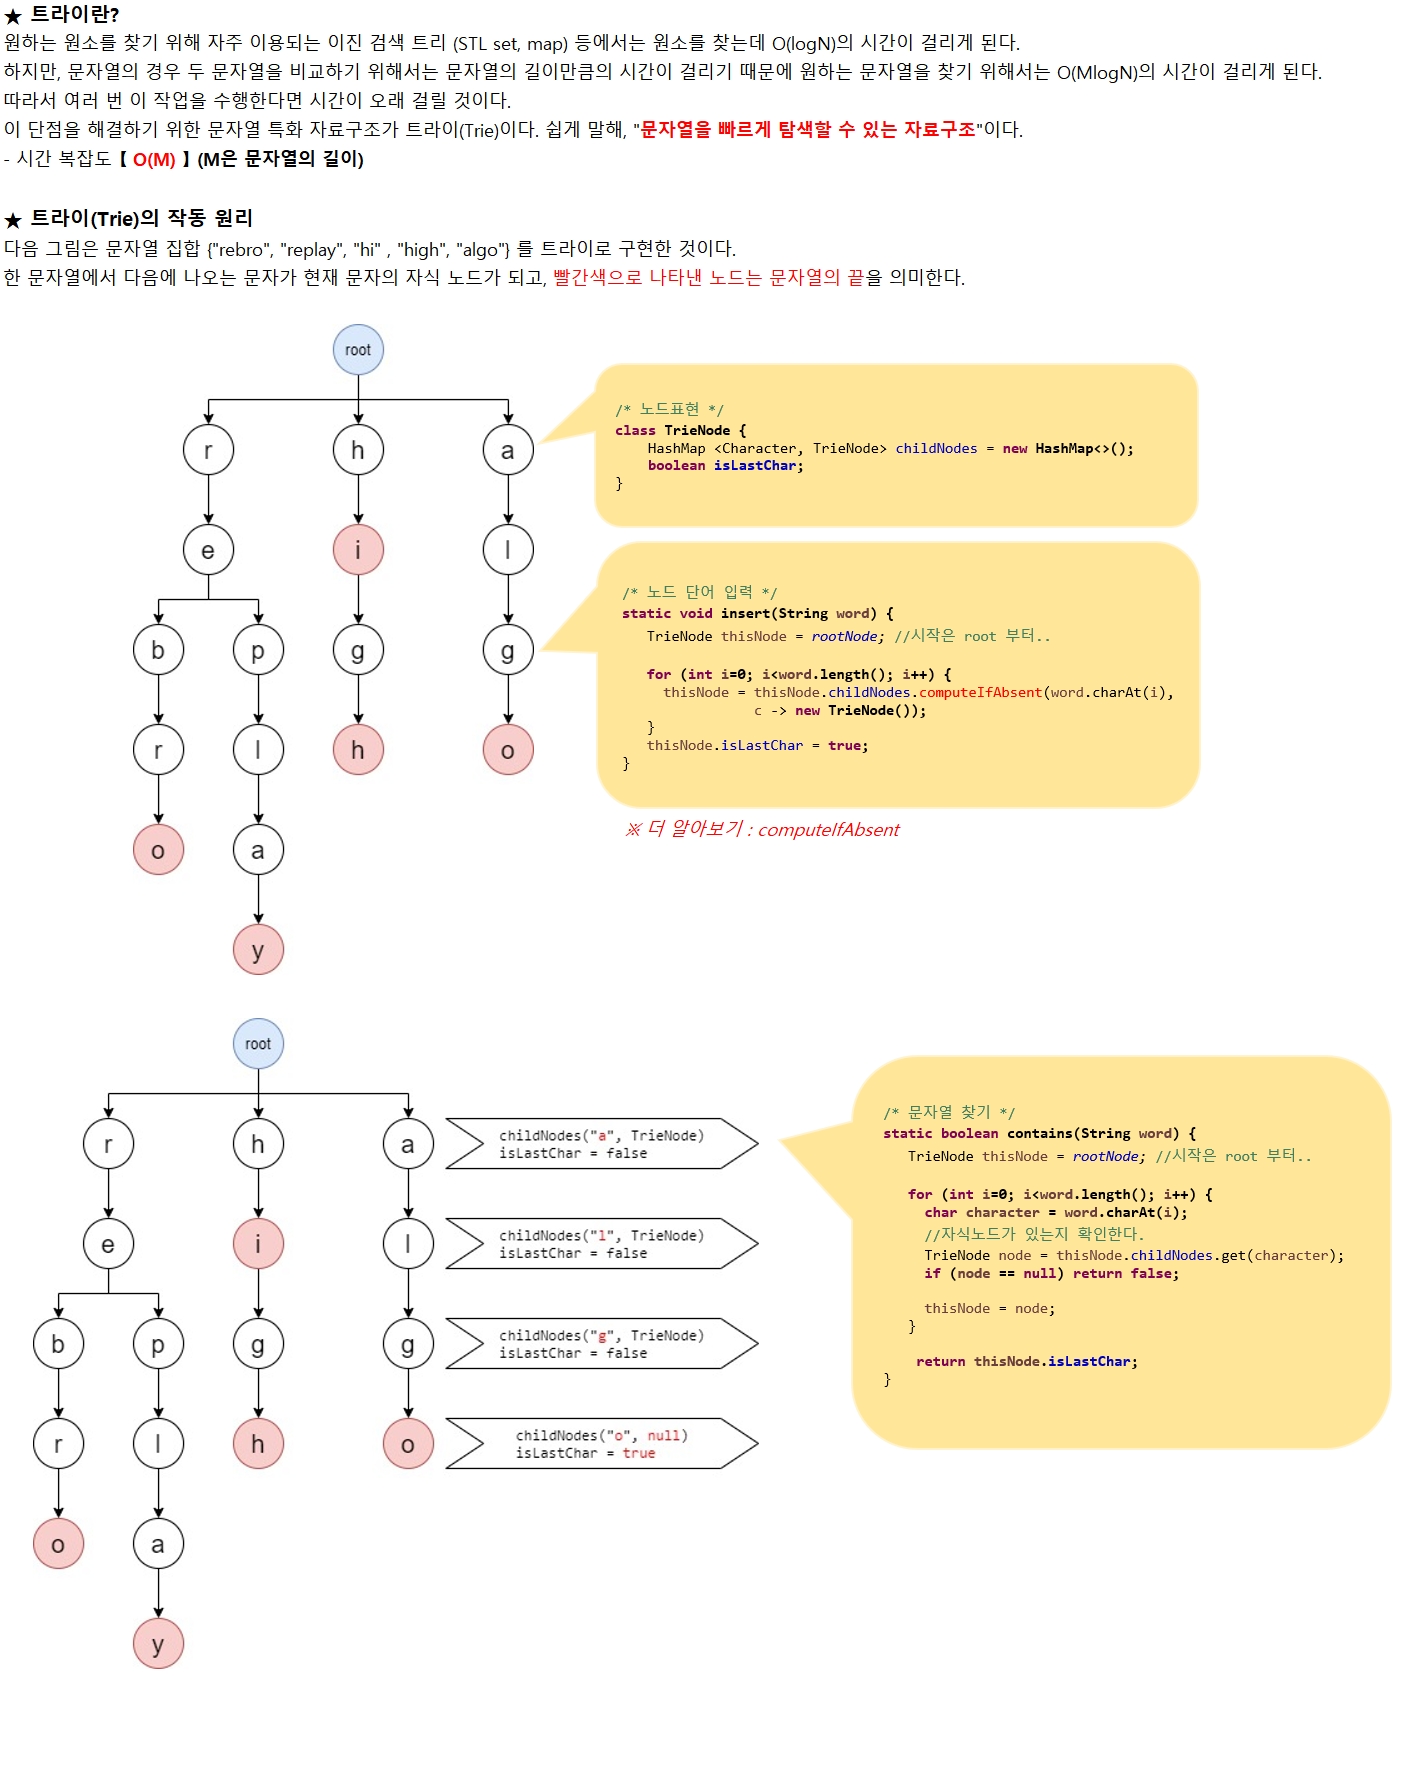 ★ 트라이란?
원하는 원소를 찾기 위해 자주 이용되는 이진 검색 트리 (STL set, map) 등에서는 원소를 찾는데 O(logN)의 시간이 걸리게 된다.
하지만, 문자열의 경우 두 문자열을 비교하기 위해서는 문자열의 길이만큼의 시간이 걸리기 때문에 원하는 문자열을 찾기 위해서는 O(MlogN)의 시간이 걸리게 된다.
따라서 여러 번 이 작업을 수행한다면 시간이 오래 걸릴 것이다.
이 단점을 해결하기 위한 문자열 특화 자료구조가 트라이(Trie)이다. 쉽게 말해, "문자열을 빠르게 탐색할 수 있는 자료구조"이다.
- 시간 복잡도【 O(M) 】(M은 문자열의 길이)
★ 트라이(Trie)의 작동 원리
다음 그림은 문자열 집합 {"rebro", "replay", "hi" , "high", "algo"} 를 트라이로 구현한 것이다.
한 문자열에서 다음에 나오는 문자가 현재 문자의 자식 노드가 되고, 빨간색으로 나타낸 노드는 문자열의 끝을 의미한다.
root
r h a
e i l
b p g g
r l h o
o a
y
/* 노드표현 */
class TrieNode {
HashMap <Character, TrieNode> childNodes = new HashMap<>();
boolean isLastChar;
}
/* 노드 단어 입력 */
static void insert(String word) {
TrieNode thisNode = rootNode; //시작은 root 부터..
for (int i=0; i<word.length(); i++) {
thisNode = thisNode.childNodes.computeIfAbsent(word.charAt(i),
c -> new TrieNode());
}
thisNode.isLastChar = true;
}
※ 더 알아보기 : computeIfAbsent
root
r h a
e i l
b p g g
r l h o
o a
y
childNodes("a", TrieNode)
isLastChar = false
childNodes("l", TrieNode)
isLastChar = false
childNodes("g", TrieNode)
isLastChar = false
childNodes("o", null)
isLastChar = true
/* 문자열 찾기 */
static boolean contains(String word) {
TrieNode thisNode = rootNode; //시작은 root 부터..
for (int i=0; i<word.length(); i++) {
char character = word.charAt(i);
//자식노드가 있는지 확인한다.
TrieNode node = thisNode.childNodes.get(character);
if (node == null) return false;
thisNode = node;
}
return thisNode.isLastChar;
}